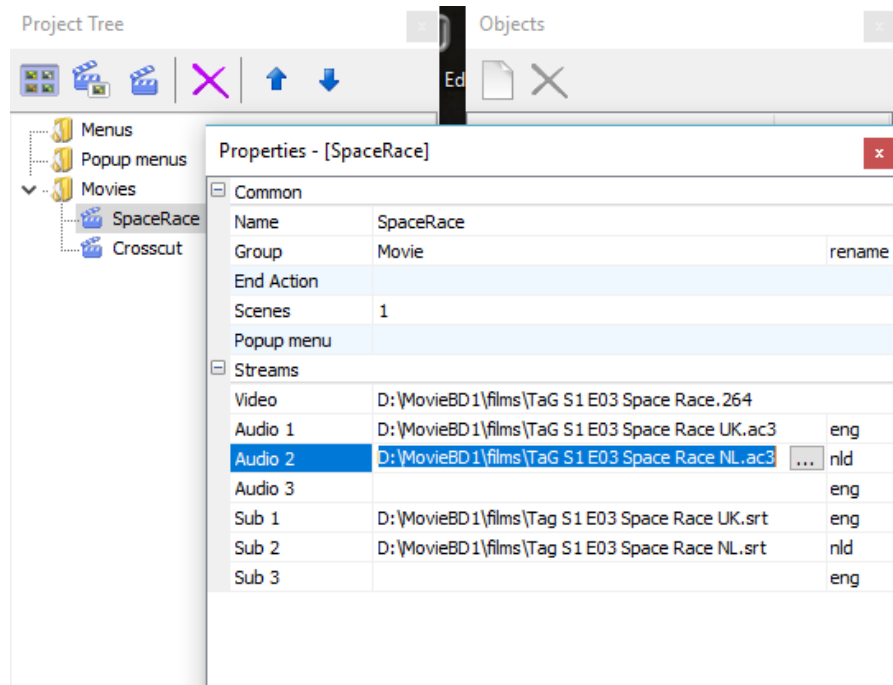 Project Tree
x
Objects
x
Ed
Menus
Popup menus
Movies
SpaceRace
Crosscut
Properties - [SpaceRace]
x
Common
Name SpaceRace
Group Movie rename
End Action
Scenes 1
Popup menu
Streams
Video D:\MovieBD1\films\TaG S1 E03 Space Race.264
Audio 1 D:\MovieBD1\films\TaG S1 E03 Space Race UK.ac3 eng
Audio 2 D:\MovieBD1\films\TaG S1 E03 Space Race NL.ac3 ... nld
Audio 3 eng
Sub 1 D:\MovieBD1\films\Tag S1 E03 Space Race UK.srt eng
Sub 2 D:\MovieBD1\films\Tag S1 E03 Space Race NL.srt nld
Sub 3 eng